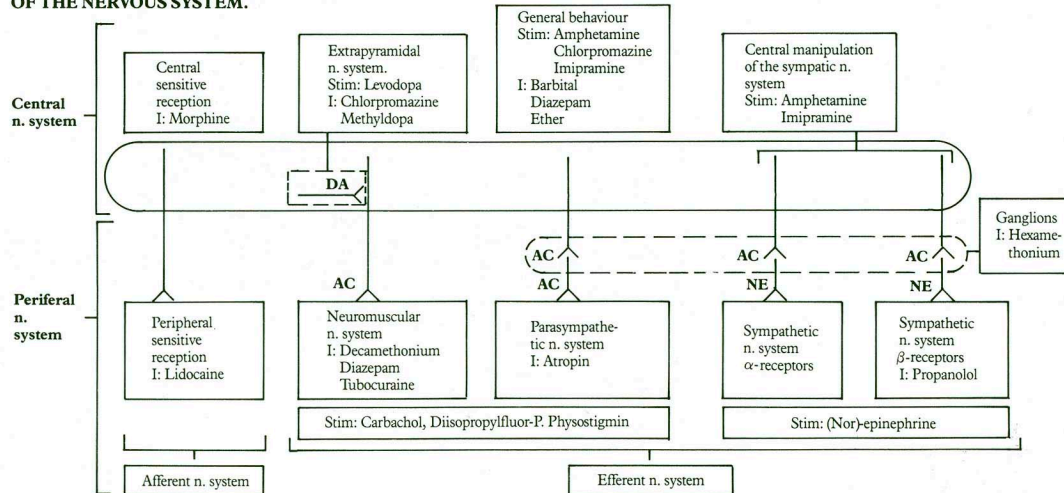 OF THE NERVOUS SYSTEM.
Central
n. system
Central
sensitive
reception
I: Morphine
Extrapyramidal
n. system.
Stim: Levodopa
I: Chlorpromazine
Methyldopa
General behaviour
Stim: Amphetamine
Chlorpromazine
Imipramine
I: Barbital
Diazepam
Ether
Central manipulation
of the sympatic n.
system
Stim: Amphetamine
Imipramine
DA
Ganglions
I: Hexame-
thonium
AC
AC
AC
AC
AC
NE
NE
Periferal
n.
system
Peripheral
sensitive
reception
I: Lidocaine
Neuromuscular
n. system
I: Decamethonium
Diazepam
Tubocuraine
Parasympathe-
tic n. system
I: Atropin
Sympathetic
n. system
α-receptors
Sympathetic
n. system
β-receptors
I: Propanolol
Stim: Carbachol, Diisopropylfluor-P. Physostigmin
Stim: (Nor)-epinephrine
Afferent n. system
Efferent n. system